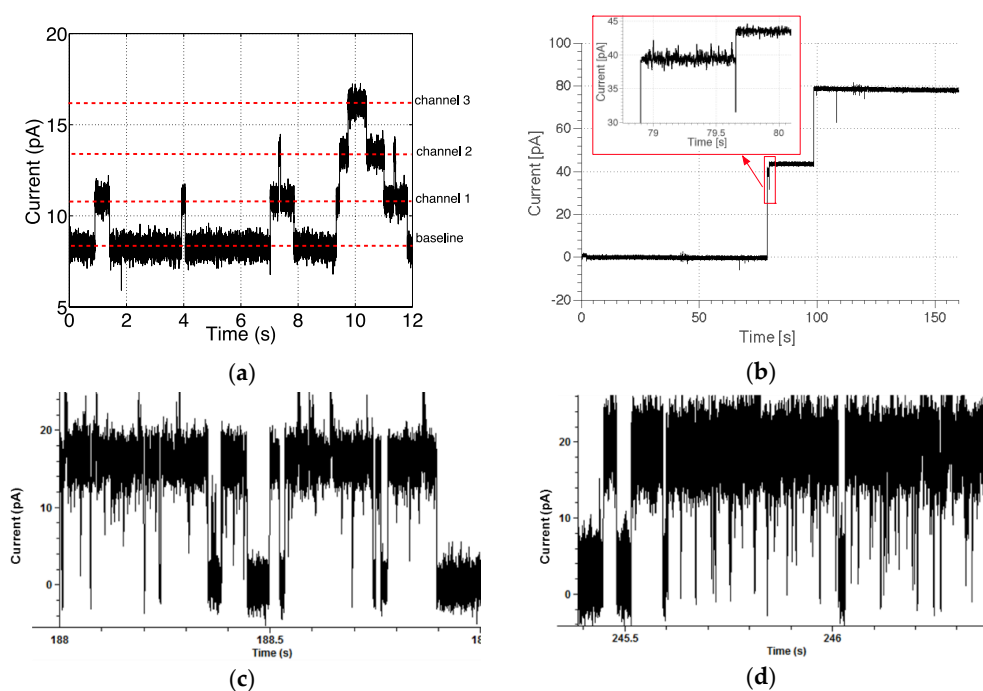 20
15
10
5
Current (pA)
channel 3
channel 2
channel 1
baseline
0 2 4 6 8 10 12
Time (s)
(a)
45
40
35
30
Current [pA]
79 79.5 80
Time [s]
100
80
60
40
20
0
-20
Current [pA]
0 50 100 150
Time [s]
(b)
20
10
0
Current (pA)
188 188.5 18
Time (s)
(c)
20
10
0
Current (pA)
245.5 246
Time (s)
(d)